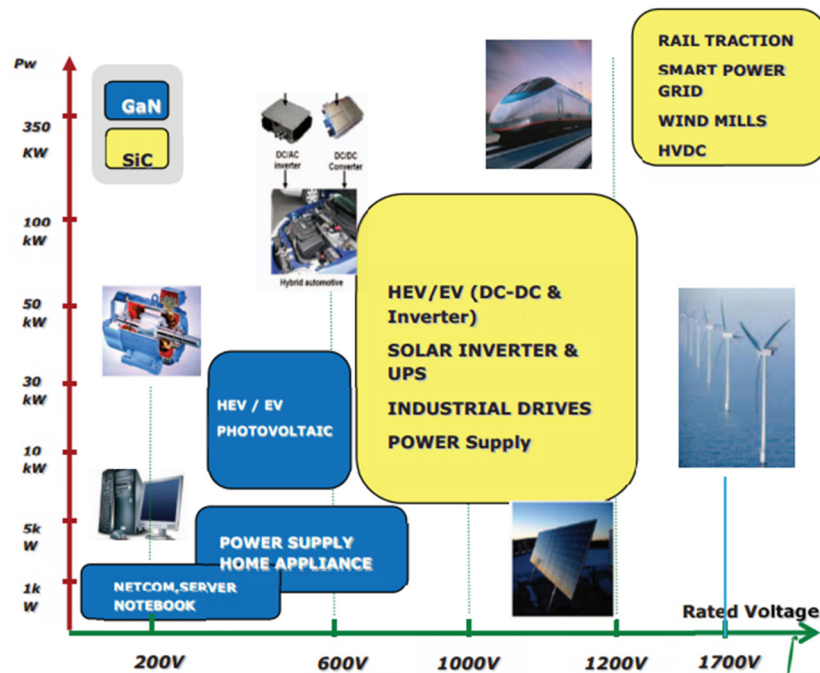 Pw
GaN
SiC
350
KW
100
kW
50
kW
30
kW
10
kW
5k
W
1k
W
DC/AC
inverter
DC/DC
Converter
Hybrid automotive
RAIL TRACTION
SMART POWER
GRID
WIND MILLS
HVDC
HEV/EV (DC-DC &
Inverter)
SOLAR INVERTER &
UPS
INDUSTRIAL DRIVES
POWER Supply
HEV / EV
PHOTOVOLTAIC
POWER SUPPLY
HOME APPLIANCE
NETCOM,SERVER
NOTEBOOK
Rated Voltage
200V
600V
1000V
1200V
1700V